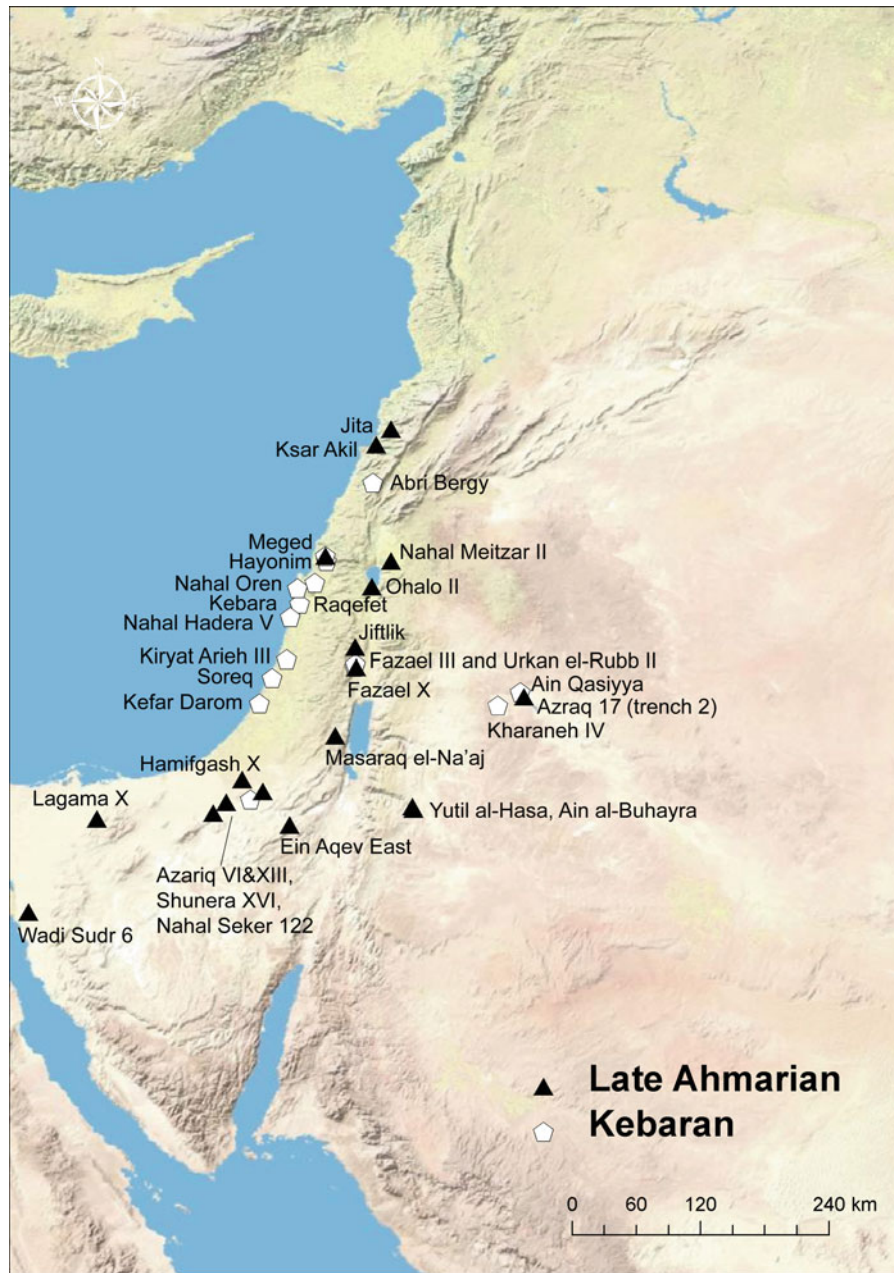 N
W E
S
Jita
Ksar Akil
Abri Bergy
Meged
Hayonim
Nahal Meitzar II
Nahal Oren
Ohalo II
Kebara
Raqefet
Nahal Hadera V
Jiftlik
Kiryat Arieh III
Fazael III and Urkan el-Rubb II
Soreq
Fazael X
Ain Qasiyya
Kefar Darom
Azraq 17 (trench 2)
Kharaneh IV
Masaraq el-Na'aj
Hamifgash X
Lagama X
Yutil al-Hasa, Ain al-Buhayra
Ein Aqev East
Azariq VI&XIII,
Shunera XVI,
Nahal Seker 122
Wadi Sudr 6
Late Ahmarian
Kebaran
0 60 120 240 km